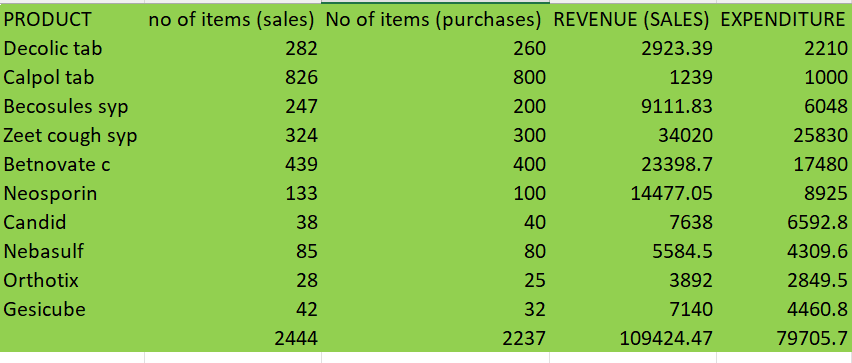 PRODUCT no of items (sales) No of items (purchases) REVENUE (SALES) EXPENDITURE
Decolic tab 282 260 2923.39 2210
Calpol tab 826 800 1239 1000
Becosules syp 247 200 9111.83 6048
Zeet cough syp 324 300 34020 25830
Betnovate c 439 400 23398.7 17480
Neosporin 133 100 14477.05 8925
Candid 38 40 7638 6592.8
Nebasulf 85 80 5584.5 4309.6
Orthotix 28 25 3892 2849.5
Gesicube 42 32 7140 4460.8
2444 2237 109424.47 79705.7